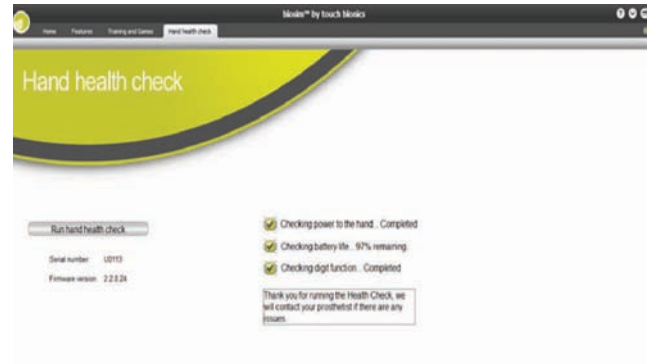 biosim™ by touch bionics
Home Features Training and Games Hand health check
Hand health check
Run hand health check
Serial number U0113
Firmware version 2.2.0.24
Checking power to the hand... Completed
Checking battery life... 97% remaining.
Checking digit function... Completed
Thank you for running the Health Check, we
will contact your prosthetist if there are any
issues.